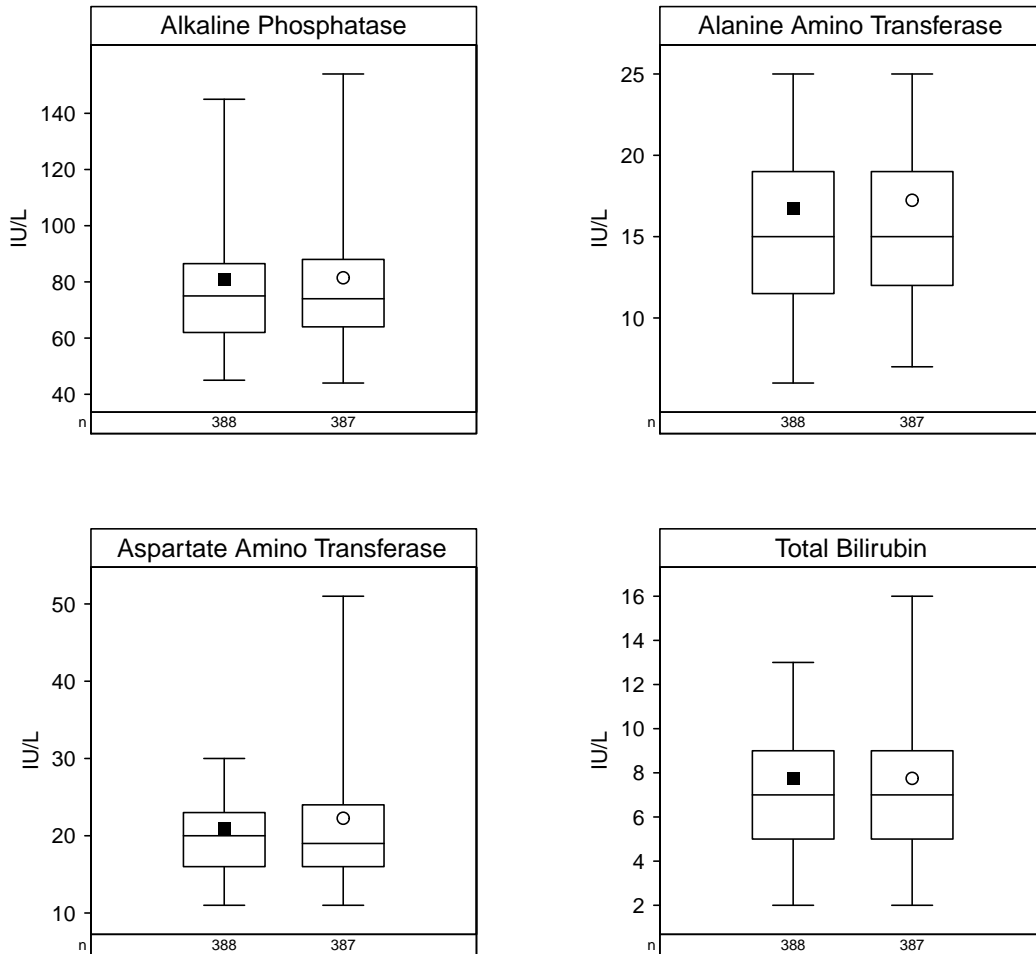 Alkaline Phosphatase
IU/L
140
120
100
80
60
40
n 388 387
Alanine Amino Transferase
IU/L
25
20
15
10
n 388 387
Aspartate Amino Transferase
IU/L
50
40
30
20
10
n 388 387
Total Bilirubin
IU/L
16
14
12
10
8
6
4
2
n 388 387